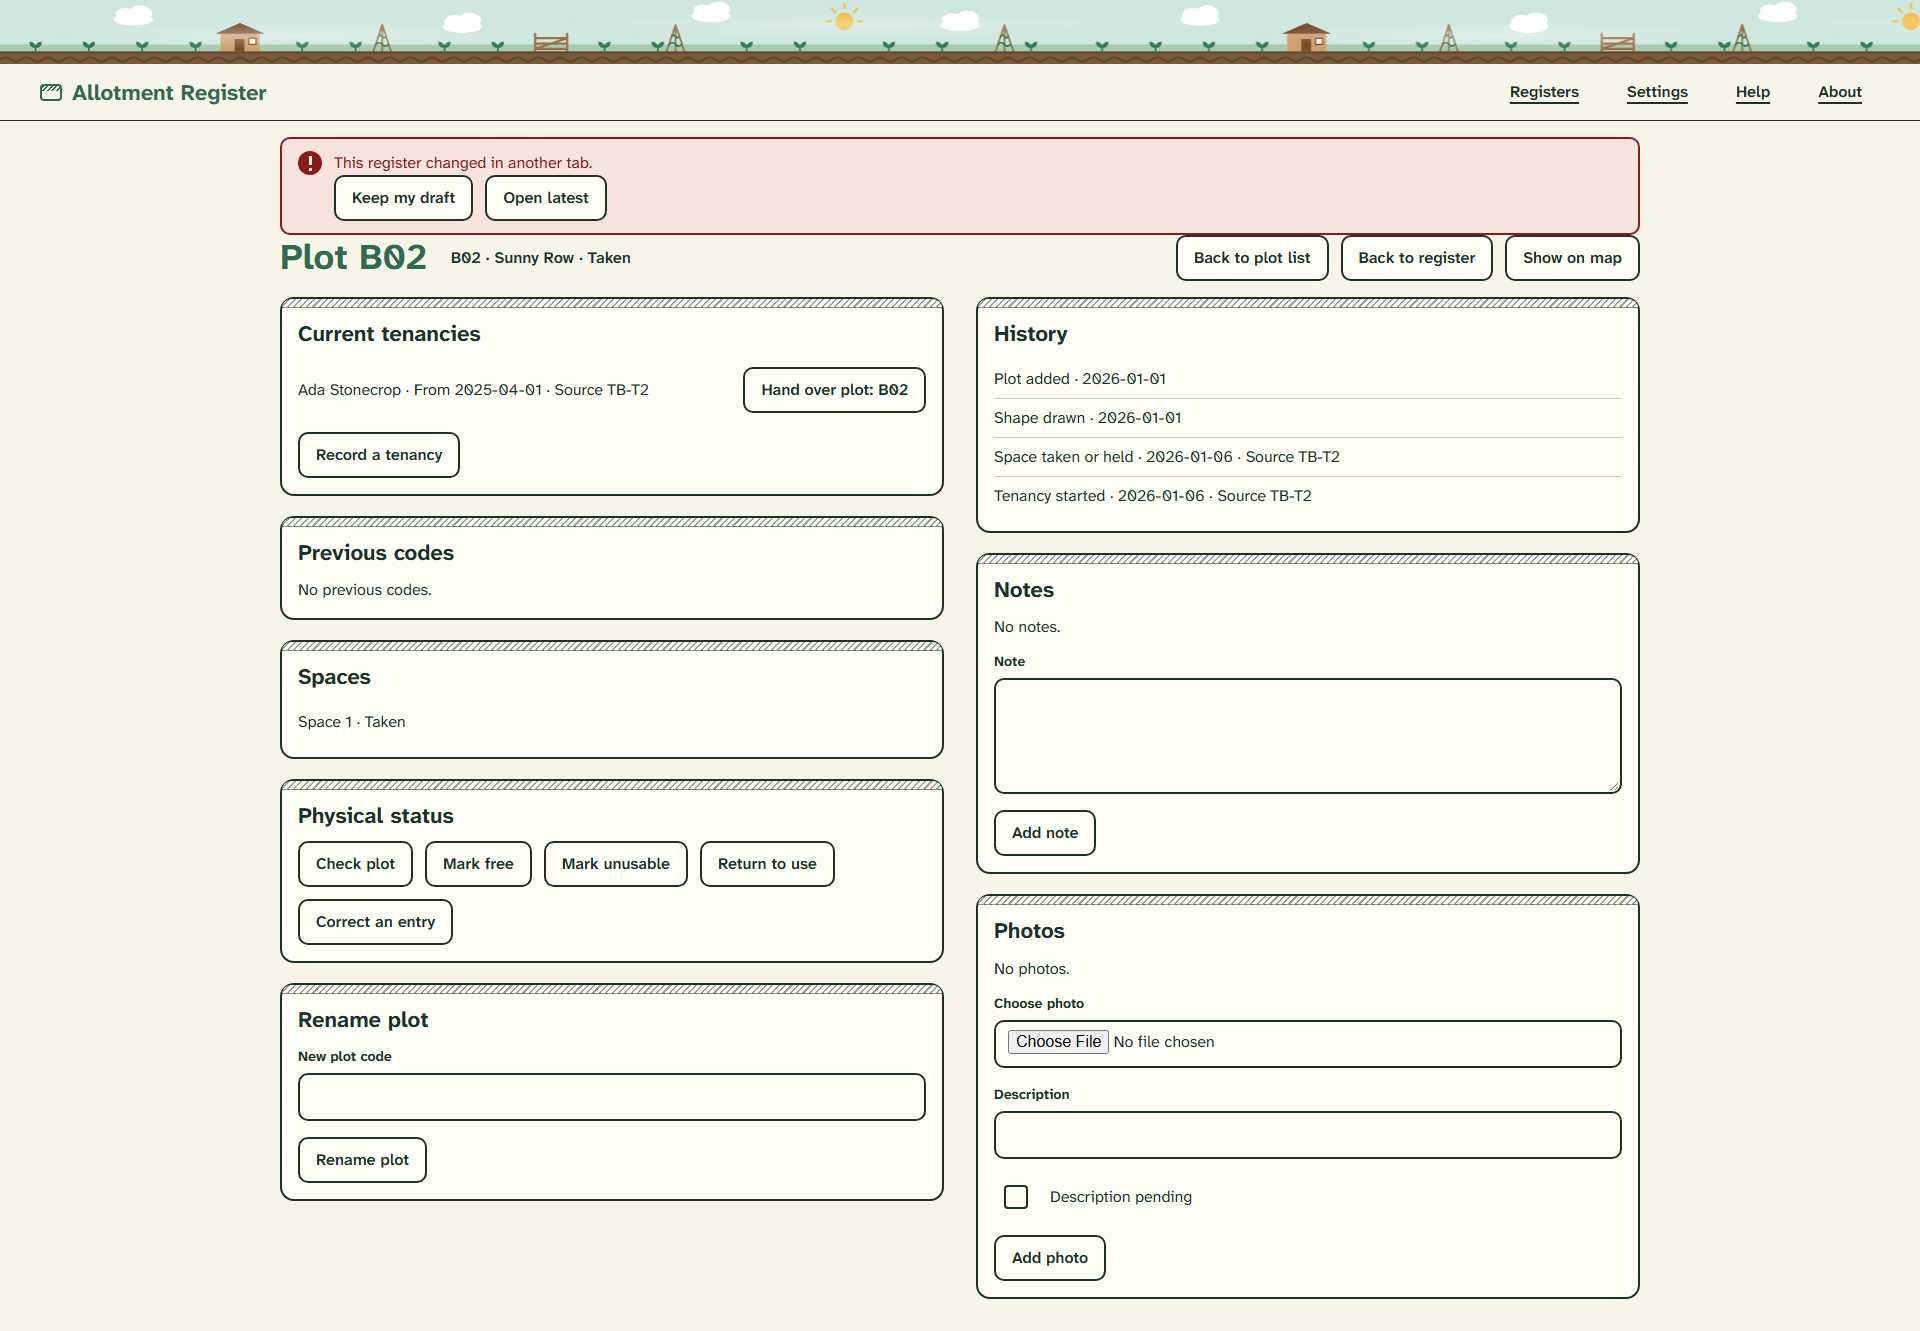 Allotment Register
Registers
Settings
Help
About
This register changed in another tab.
Keep my draft
Open latest
Plot B02
B02 · Sunny Row · Taken
Back to plot list
Back to register
Show on map
Current tenancies
Ada Stonecrop · From 2025-04-01 · Source TB-T2
Hand over plot: B02
Record a tenancy
Previous codes
No previous codes.
Spaces
Space 1 · Taken
Physical status
Check plot
Mark free
Mark unusable
Return to use
Correct an entry
Rename plot
New plot code
Rename plot
History
Plot added · 2026-01-01
Shape drawn · 2026-01-01
Space taken or held · 2026-01-06 · Source TB-T2
Tenancy started · 2026-01-06 · Source TB-T2
Notes
No notes.
Note
Add note
Photos
No photos.
Choose photo
Choose File No file chosen
Description
Description pending
Add photo